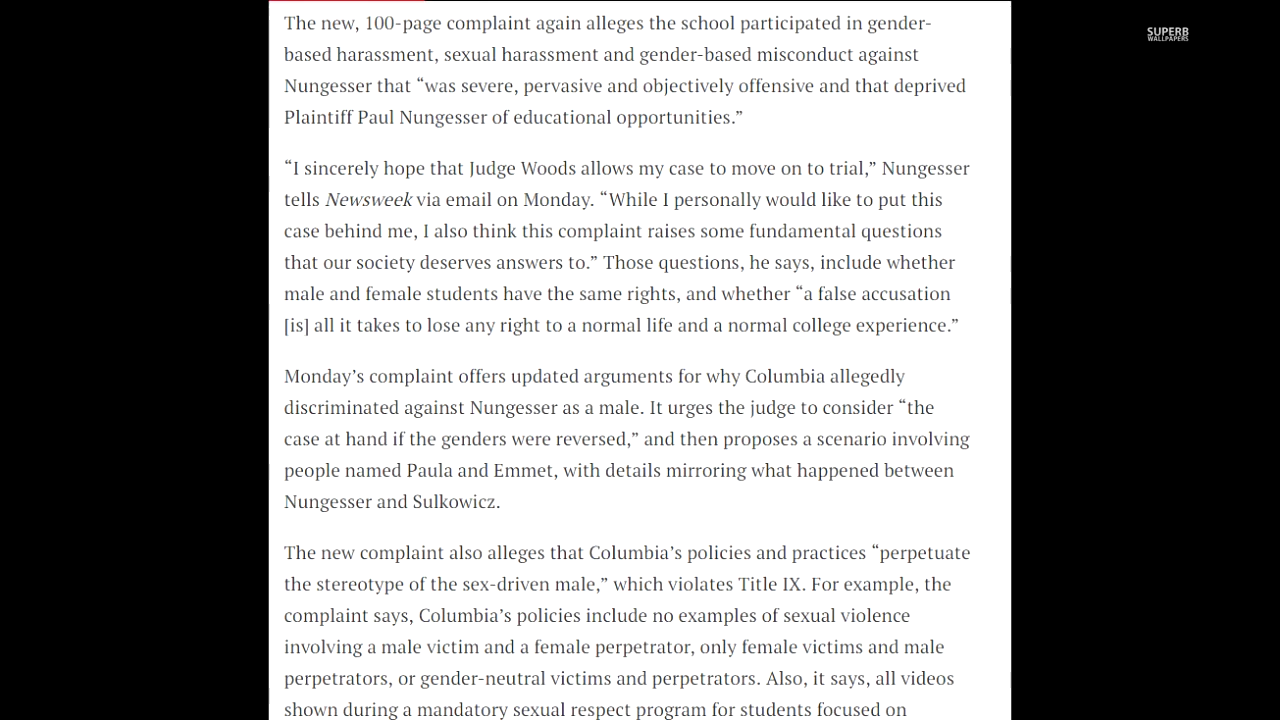 SUPERB
WALLPAPERS
The new, 100-page complaint again alleges the school participated in gender-
based harassment, sexual harassment and gender-based misconduct against
Nungesser that “was severe, pervasive and objectively offensive and that deprived
Plaintiff Paul Nungesser of educational opportunities.”
“I sincerely hope that Judge Woods allows my case to move on to trial,” Nungesser
tells Newsweek via email on Monday. “While I personally would like to put this
case behind me, I also think this complaint raises some fundamental questions
that our society deserves answers to.” Those questions, he says, include whether
male and female students have the same rights, and whether “a false accusation
[is] all it takes to lose any right to a normal life and a normal college experience.”
Monday’s complaint offers updated arguments for why Columbia allegedly
discriminated against Nungesser as a male. It urges the judge to consider “the
case at hand if the genders were reversed,” and then proposes a scenario involving
people named Paula and Emmet, with details mirroring what happened between
Nungesser and Sulkowicz.
The new complaint also alleges that Columbia’s policies and practices “perpetuate
the stereotype of the sex-driven male,” which violates Title IX. For example, the
complaint says, Columbia’s policies include no examples of sexual violence
involving a male victim and a female perpetrator, only female victims and male
perpetrators, or gender-neutral victims and perpetrators. Also, it says, all videos
shown during a mandatory sexual respect program for students focused on